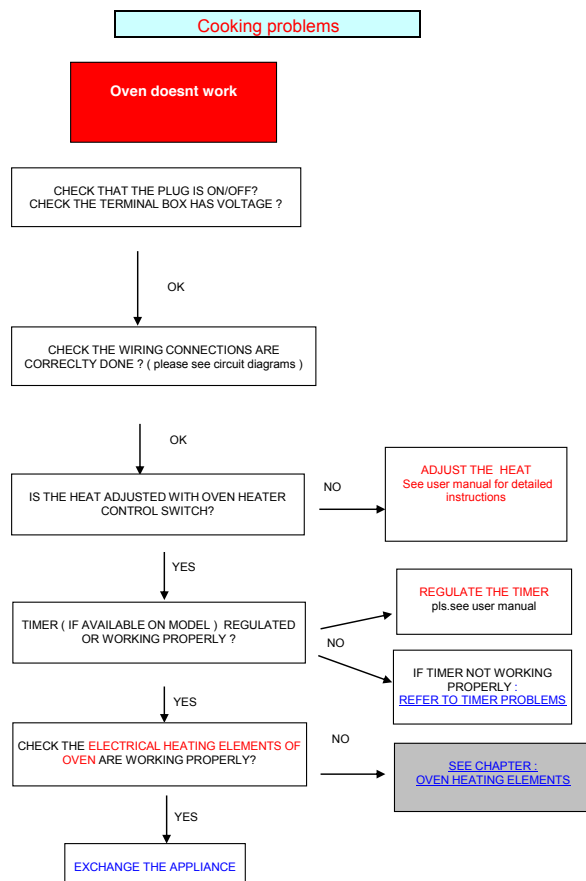 Cooking problems
Oven doesnt work
CHECK THAT THE PLUG IS ON/OFF?
CHECK THE TERMINAL BOX HAS VOLTAGE ?
OK
CHECK THE WIRING CONNECTIONS ARE
CORRECLTY DONE ? ( please see circuit diagrams )
OK
IS THE HEAT ADJUSTED WITH OVEN HEATER
CONTROL SWITCH?
NO
ADJUST THE HEAT
See user manual for detailed
instructions
YES
TIMER ( IF AVAILABLE ON MODEL ) REGULATED
OR WORKING PROPERLY ?
NO
REGULATE THE TIMER
pls.see user manual
IF TIMER NOT WORKING
PROPERLY :
REFER TO TIMER PROBLEMS
YES
CHECK THE ELECTRICAL HEATING ELEMENTS OF
OVEN ARE WORKING PROPERLY?
NO
SEE CHAPTER :
OVEN HEATING ELEMENTS
YES
EXCHANGE THE APPLIANCE